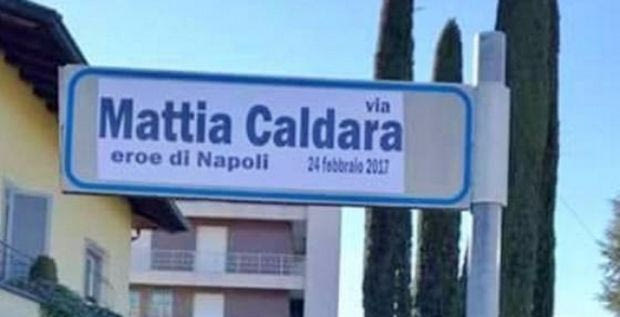 via
Mattia Caldara
eroe di Napoli 24 febbraio 2017